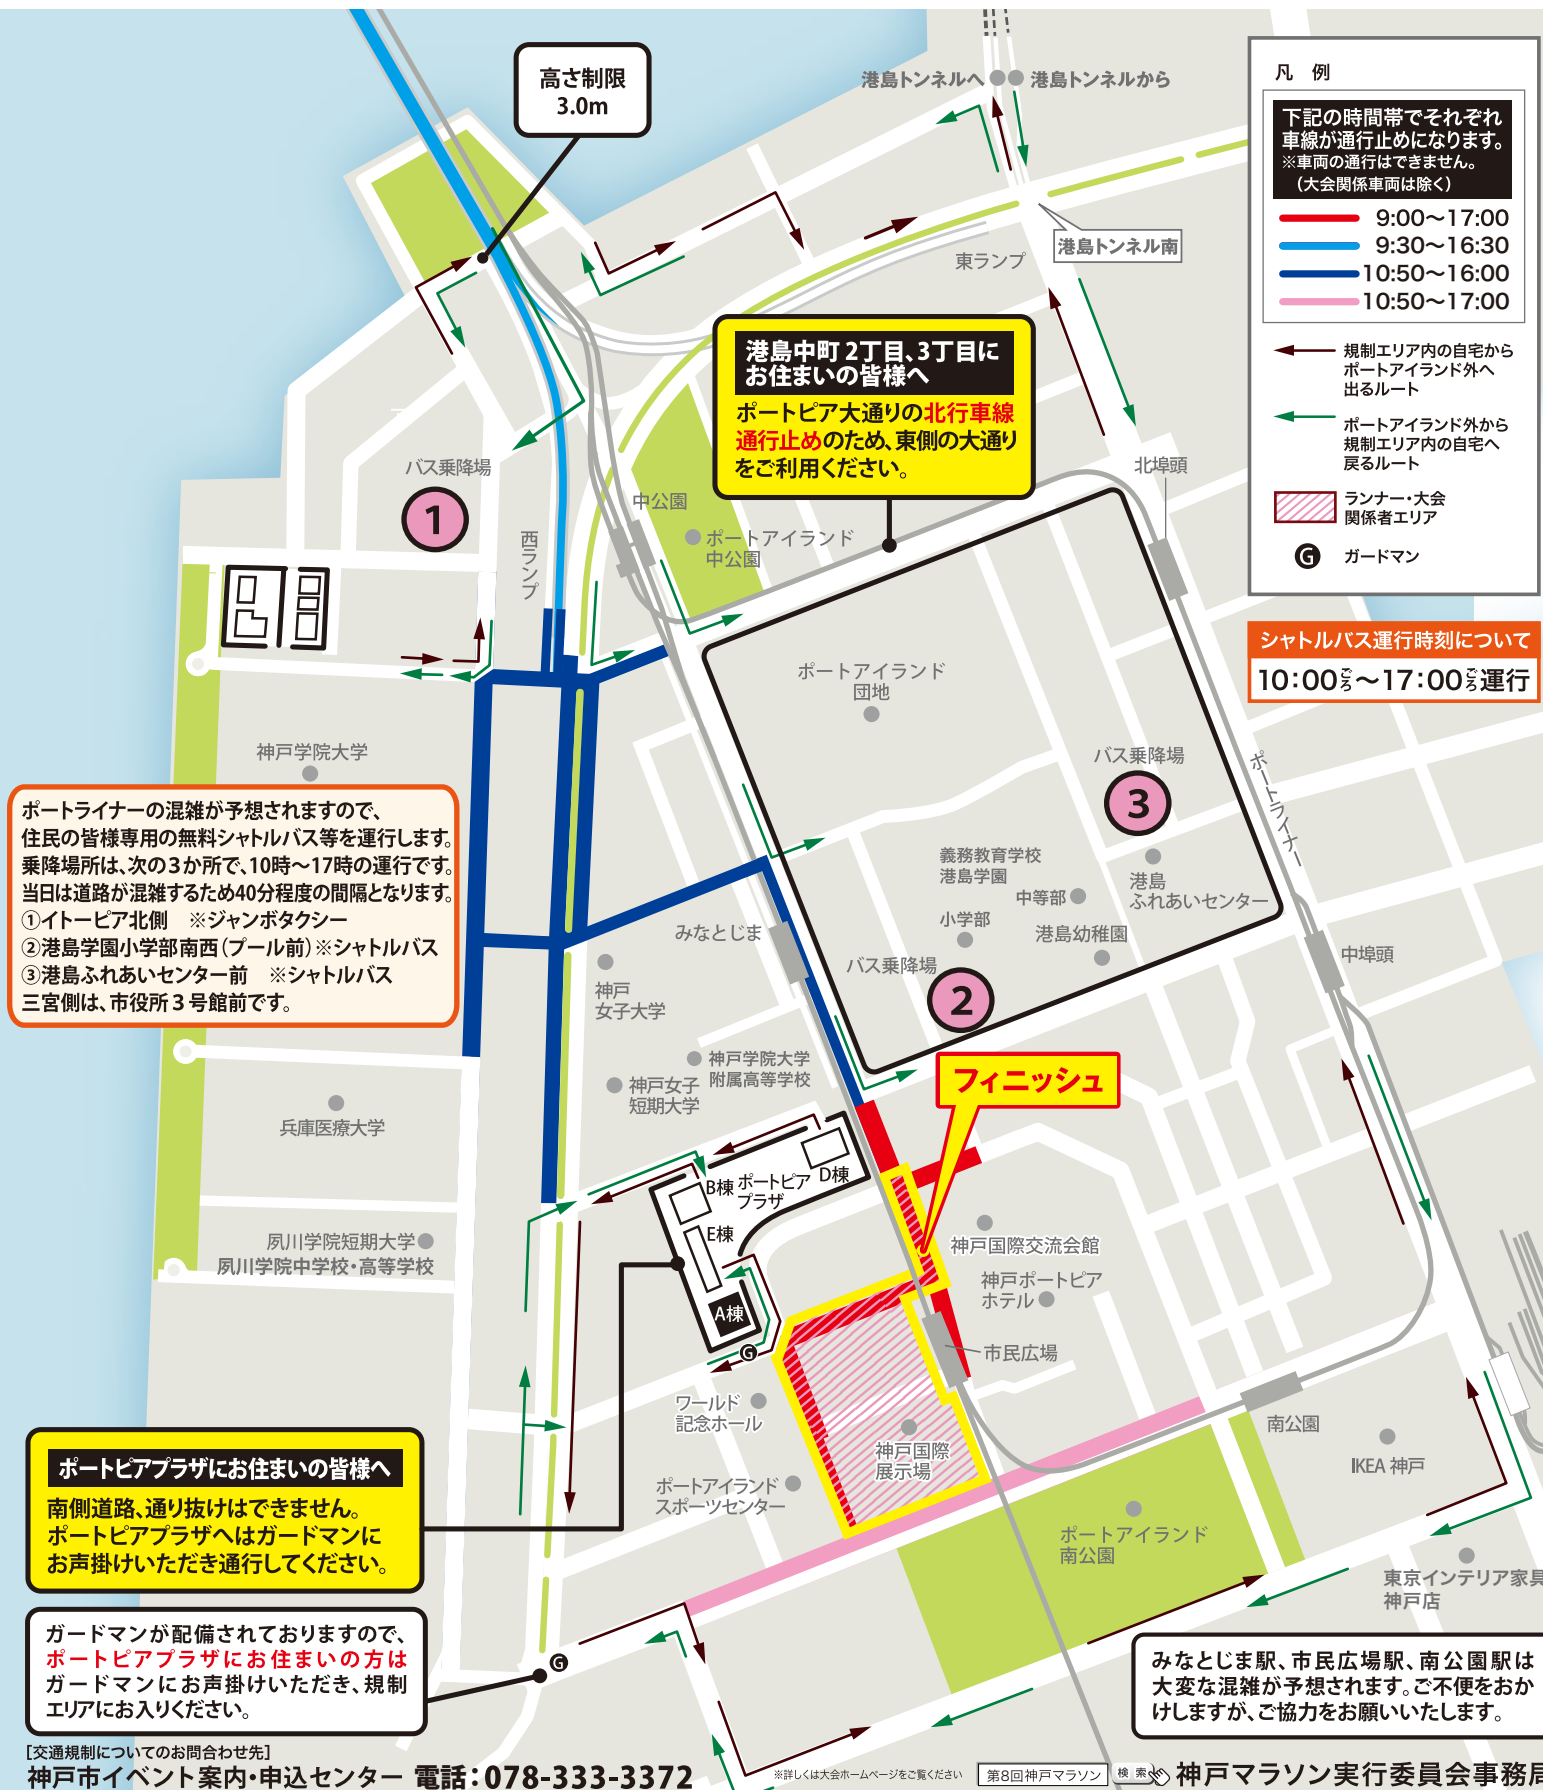 高さ制限
3.0m
港島トンネルへ
港島トンネルから
港島トンネル南
東ランプ
凡 例
下記の時間帯でそれぞれ
車線が通行止めになります。
※車両の通行はできません。
（大会関係車両は除く）
9:00〜17:00
9:30〜16:30
10:50〜16:00
10:50〜17:00
規制エリア内の自宅から
ポートアイランド外へ
出るルート
ポートアイランド外から
規制エリア内の自宅へ
戻るルート
ランナー・大会
関係者エリア
G
ガードマン
シャトルバス運行時刻について
10：00ごろ〜17：00ごろ運行
港島中町 2丁目、3丁目に
お住まいの皆様へ
ポートピア大通りの北行車線
通行止めのため、東側の大通り
をご利用ください。
バス乗降場
1
西ランプ
中公園
ポートアイランド
中公園
北埠頭
ポートアイランド
団地
バス乗降場
3
ポートライナー
神戸学院大学
ポートライナーの混雑が予想されますので、
住民の皆様専用の無料シャトルバス等を運行します。
乗降場所は、次の3か所で、10時〜17時の運行です。
当日は道路が混雑するため40分程度の間隔となります。
①イトーピア北側 ※ジャンボタクシー
②港島学園小学部南西（プール前）※シャトルバス
③港島ふれあいセンター前 ※シャトルバス
三宮側は、市役所３号館前です。
義務教育学校
港島学園
中等部
小学部
港島
ふれあいセンター
港島幼稚園
みなとじま
バス乗降場
2
中埠頭
神戸
女子大学
神戸学院大学
附属高等学校
神戸女子
短期大学
フィニッシュ
兵庫医療大学
B棟
ポートピア
プラザ
D棟
E棟
A棟
G
夙川学院短期大学
夙川学院中学校・高等学校
神戸国際交流会館
神戸ポートピア
ホテル
市民広場
ワールド
記念ホール
神戸国際
展示場
南公園
IKEA 神戸
ポートアイランド
スポーツセンター
ポートアイランド
南公園
東京インテリア家具
神戸店
ポートピアプラザにお住まいの皆様へ
南側道路、通り抜けはできません。
ポートピアプラザへはガードマンに
お声掛けいただき通行してください。
ガードマンが配備されておりますので、
ポートピアプラザにお住まいの方は
ガードマンにお声掛けいただき、規制
エリアにお入りください。
G
みなとじま駅、市民広場駅、南公園駅は
大変な混雑が予想されます。ご不便をおか
けしますが、ご協力をお願いいたします。
［交通規制についてのお問合わせ先］
神戸市イベント案内・申込センター 電話：078-333-3372
※詳しくは大会ホームページをご覧ください
第8回神戸マラソン
検索
神戸マラソン実行委員会事務局